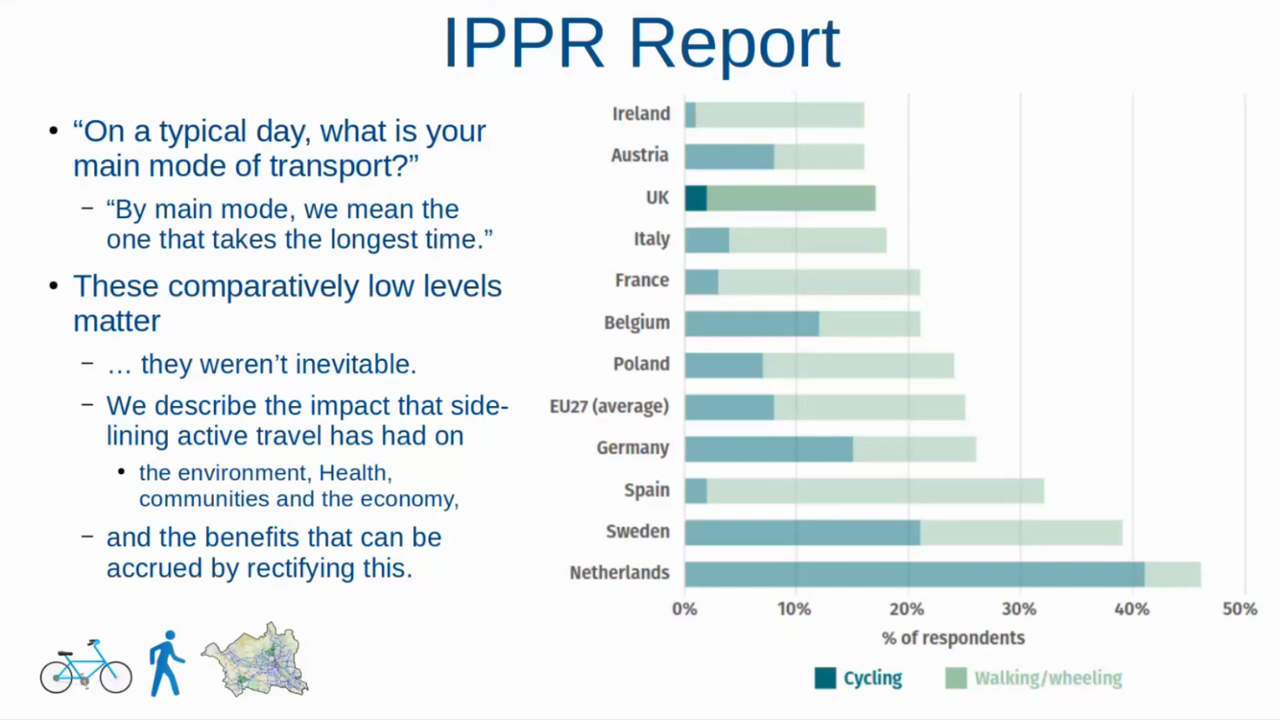 IPPR Report
• “On a typical day, what is your
main mode of transport?”
– “By main mode, we mean the
one that takes the longest time.”
• These comparatively low levels
matter
– … they weren’t inevitable.
– We describe the impact that side-
lining active travel has had on
• the environment, Health,
communities and the economy,
– and the benefits that can be
accrued by rectifying this.
Ireland
Austria
UK
Italy
France
Belgium
Poland
EU27 (average)
Germany
Spain
Sweden
Netherlands
0% 10% 20% 30% 40% 50%
% of respondents
Cycling Walking/wheeling